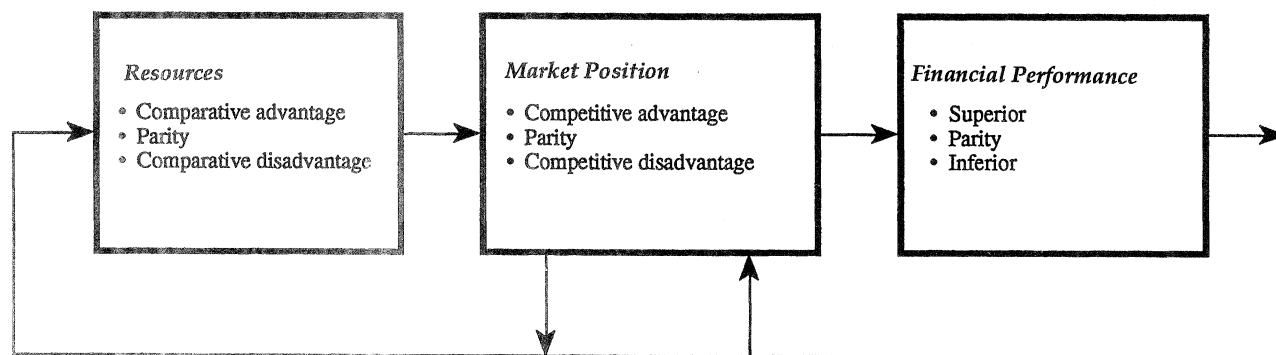 Resources
• Comparative advantage
• Parity
• Comparative disadvantage
Market Position
• Competitive advantage
• Parity
• Competitive disadvantage
Financial Performance
• Superior
• Parity
• Inferior